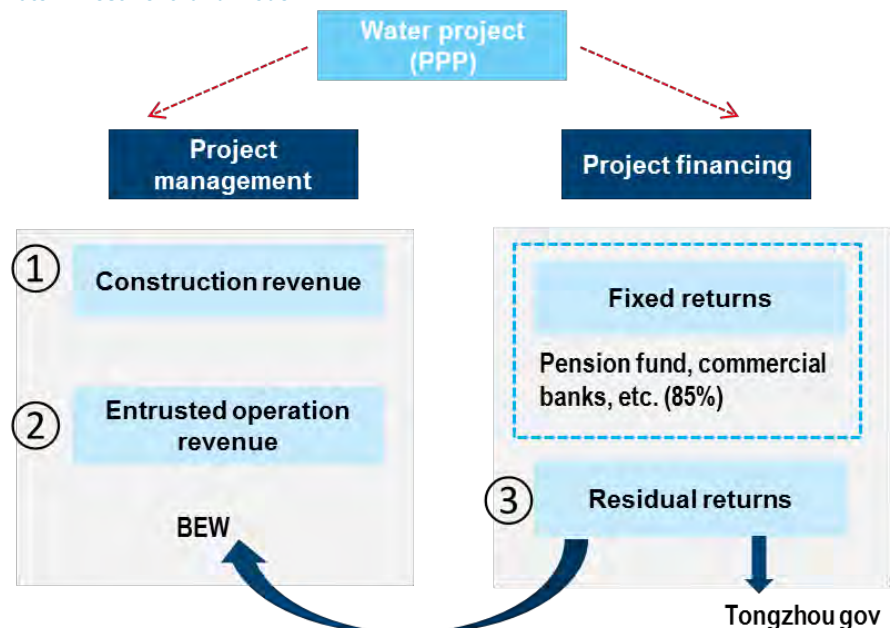 Water project
(PPP)
Project
management
Project financing
①
Construction revenue
②
Entrusted operation
revenue
BEW
Fixed returns
Pension fund, commercial
banks, etc. (85%)
③
Residual returns
Tongzhou gov